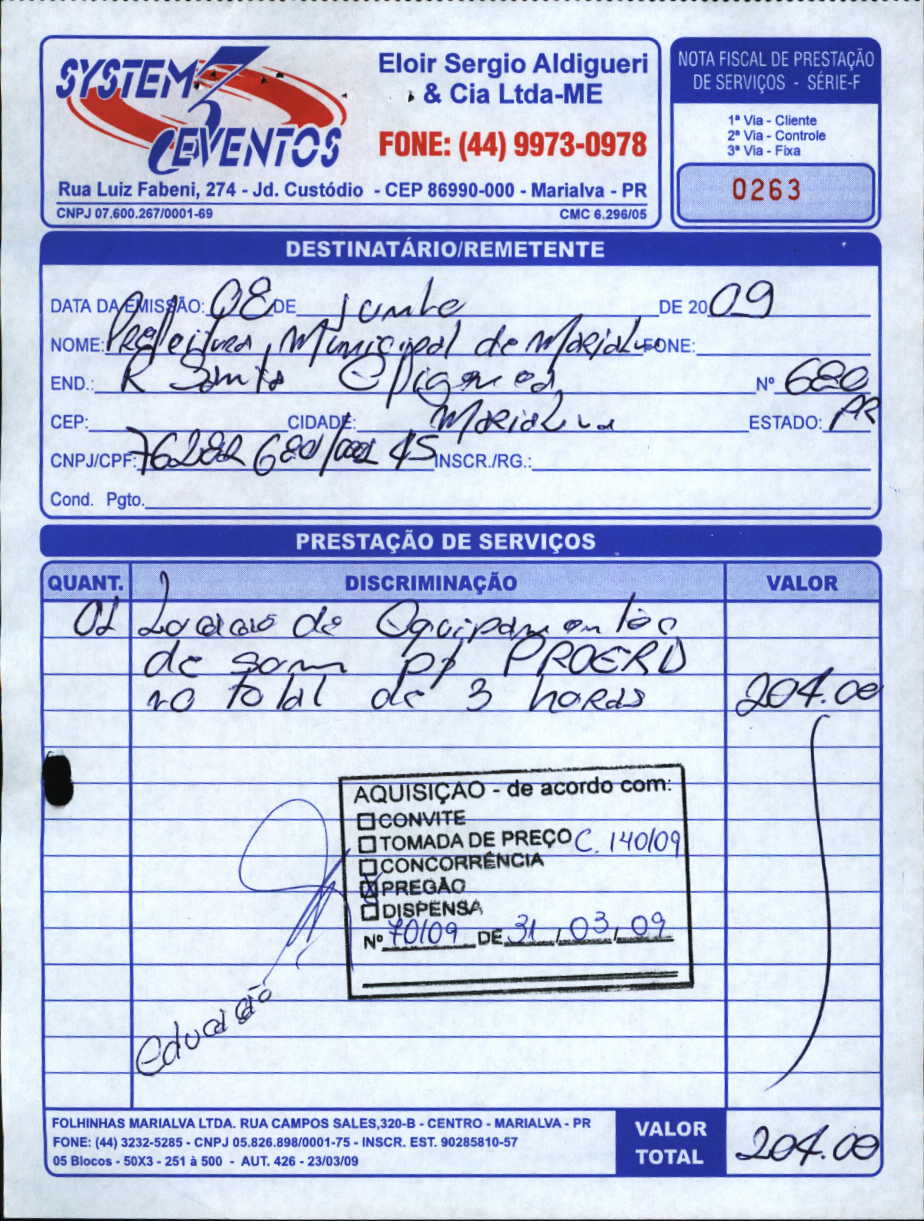 SYSTEM 3 EVENTOS
Eloir Sergio Aldigueri
& Cia Ltda-ME
FONE: (44) 9973-0978
Rua Luiz Fabeni, 274 - Jd. Custódio - CEP 86990-000 - Marialva - PR
CNPJ 07.600.267/0001-69 CMC 6.296/05
NOTA FISCAL DE PRESTAÇÃO
DE SERVIÇOS - SÉRIE-F
1ª Via - Cliente
2ª Via - Controle
3ª Via - Fixa
0263
DESTINATÁRIO/REMETENTE
DATA DA EMISSÃO: 08 DE Junho DE 2009
NOME: Prefeitura Municipal de Marialva FONE:
END.: R Santa Efigenea Nº 680
CEP: CIDADE: Marialva ESTADO: PR
CNPJ/CPF: 76282 680/0001 45 INSCR./RG.:
Cond. Pgto.
PRESTAÇÃO DE SERVIÇOS
QUANT. DISCRIMINAÇÃO VALOR
01 Locacao de Equipamentos
de som p/ PROERD
no total de 3 horas 204.00
AQUISIÇÃO - de acordo com:
CONVITE
TOMADA DE PREÇO C. 140/09
CONCORRÊNCIA
PREGÃO
DISPENSA
Nº 70/09 DE 31/03/09
educação
FOLHINHAS MARIALVA LTDA. RUA CAMPOS SALES,320-B - CENTRO - MARIALVA - PR
FONE: (44) 3232-5285 - CNPJ 05.826.898/0001-75 - INSCR. EST. 90285810-57
05 Blocos - 50X3 - 251 à 500 - AUT. 426 - 23/03/09
VALOR
TOTAL 204.00